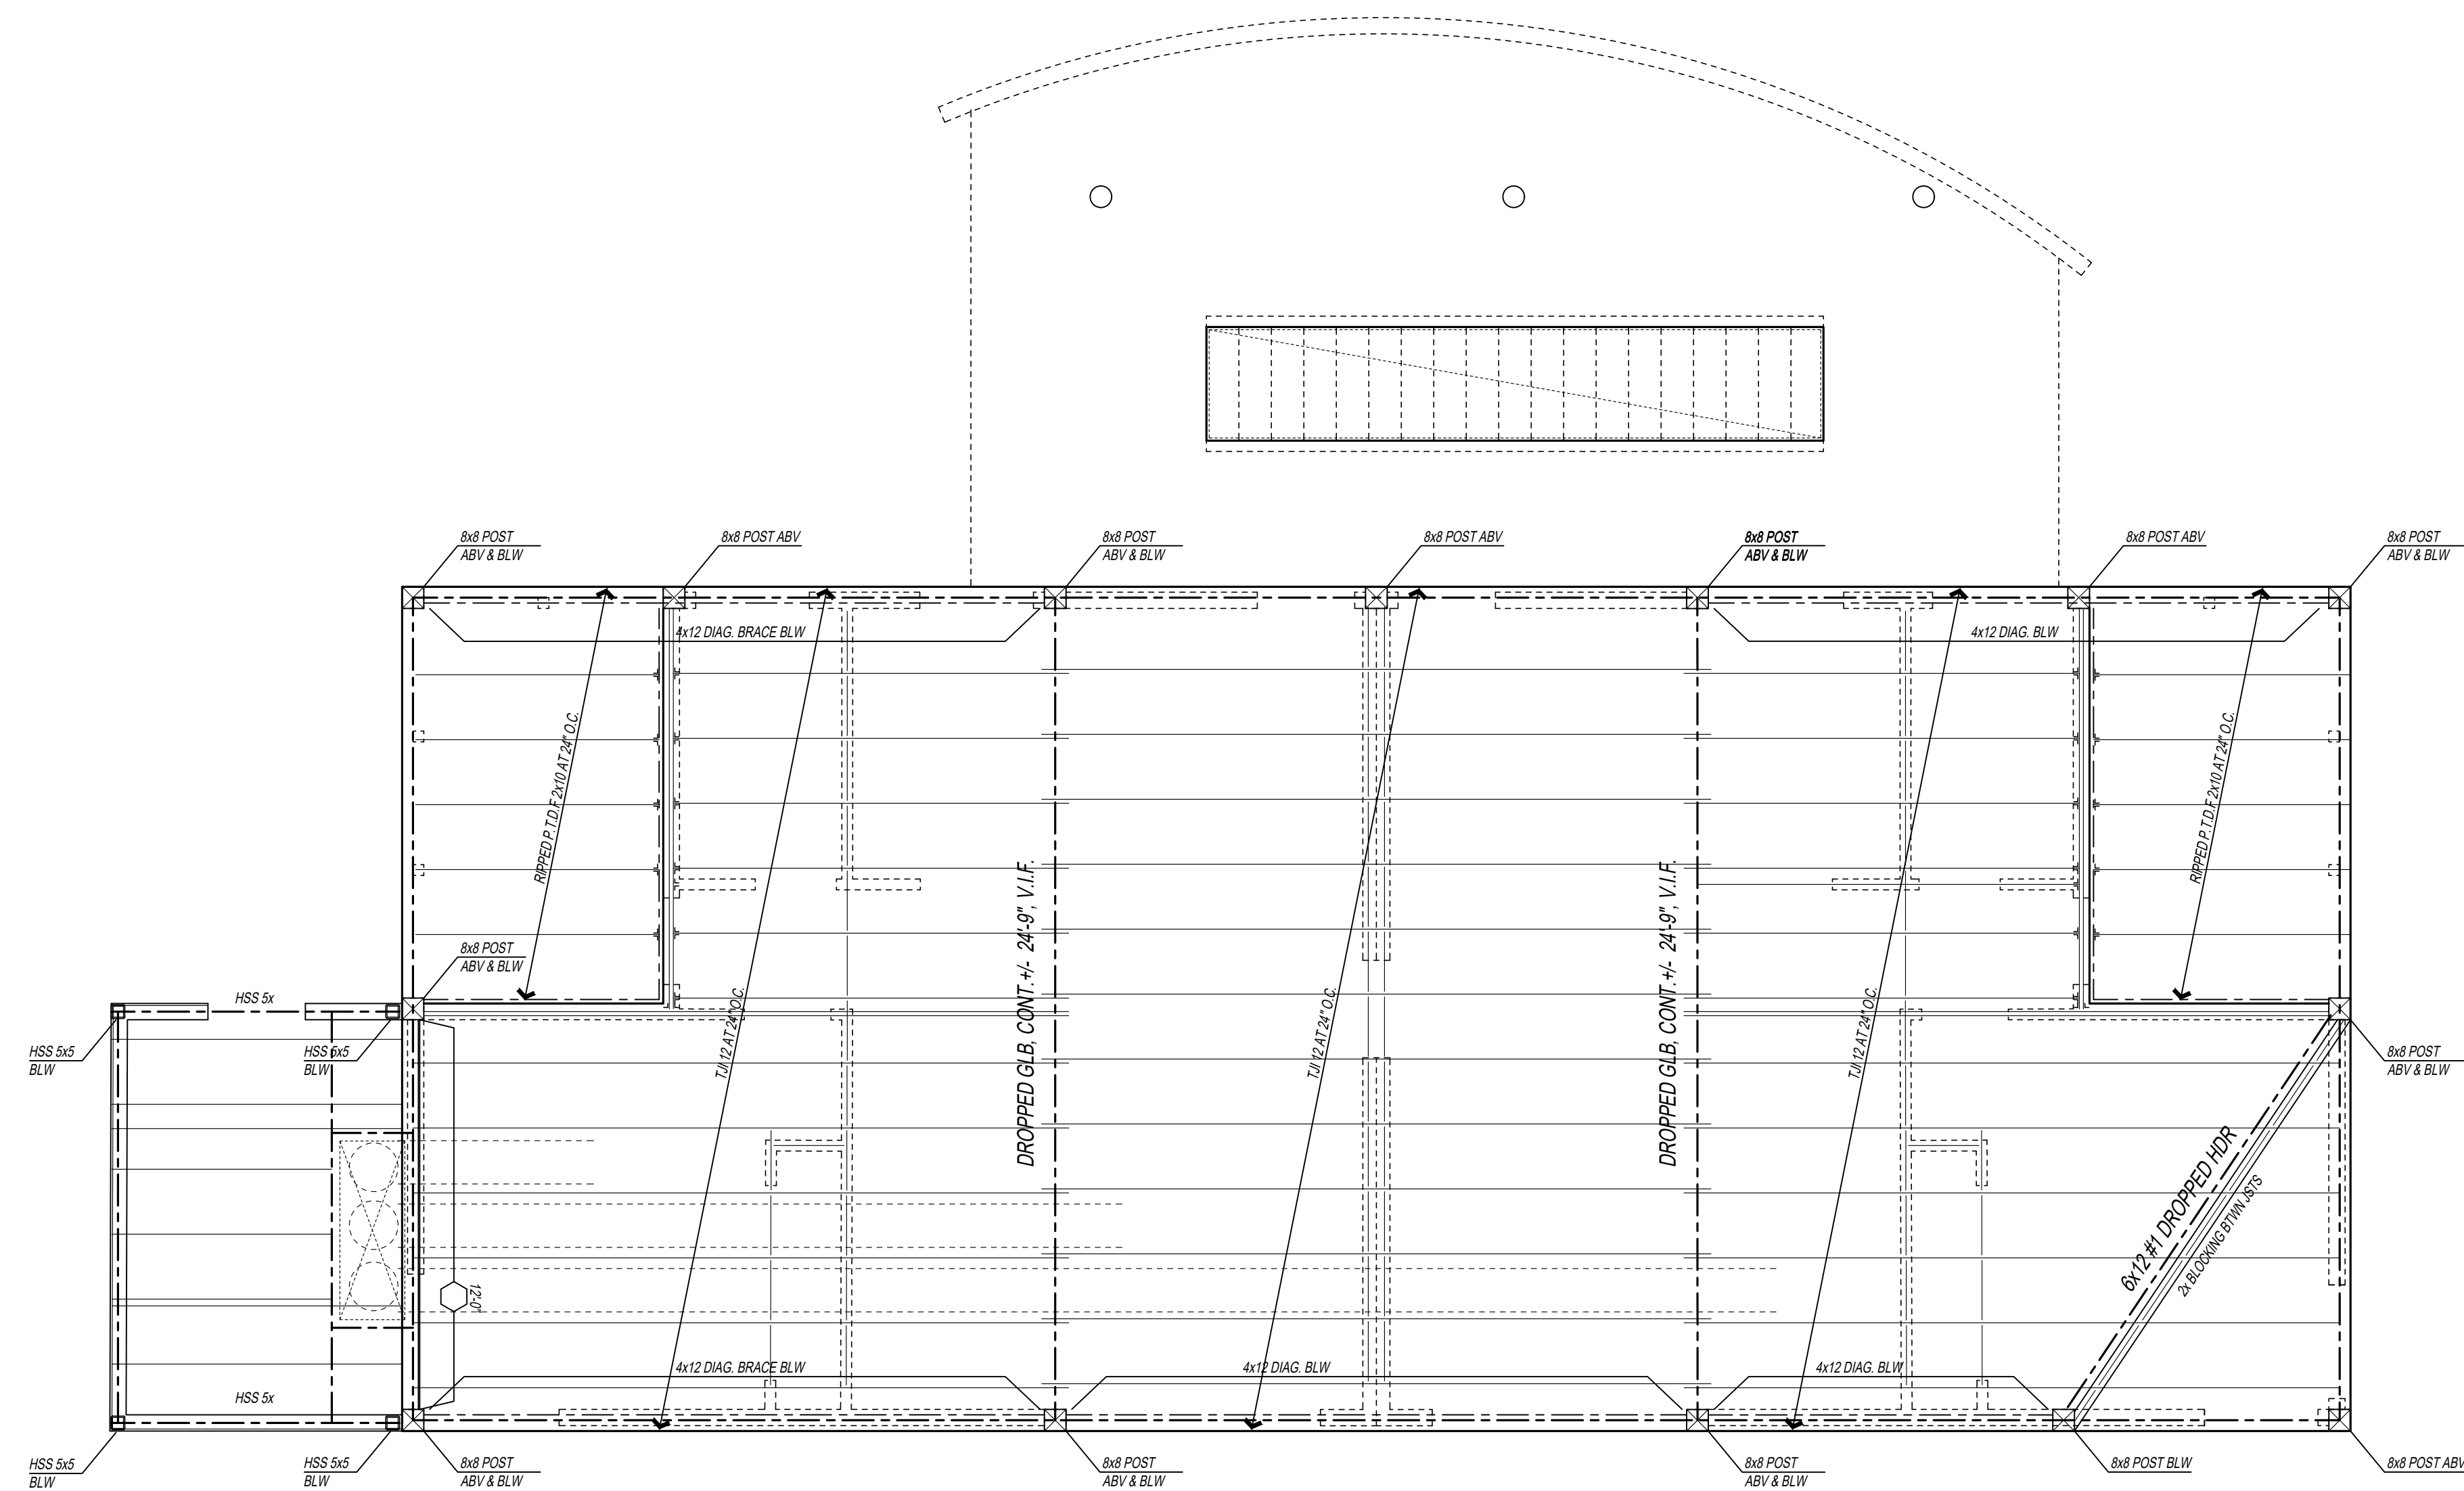 8x8 POST
ABV & BLW
8x8 POST ABV
8x8 POST
ABV & BLW
8x8 POST ABV
8x8 POST
ABV & BLW
8x8 POST ABV
8x8 POST
ABV & BLW
4x12 DIAG. BRACE BLW
4x12 DIAG. BLW
RIPPED P.T.D.F 2x10 AT 24" O.C.
TJI 12 AT 24" O.C.
DROPPED GLB, CONT.+/- 24'-9", V.I.F.
TJI 12 AT 24" O.C.
DROPPED GLB, CONT.+/- 24'-9", V.I.F.
TJI 12 AT 24" O.C.
RIPPED P.T.D.F 2x10 AT 24" O.C.
8x8 POST
ABV & BLW
HSS 5x
HSS 5x5
BLW
HSS 5x5
BLW
8x8 POST
ABV & BLW
6x12 #1 DROPPED HDR
2x BLOCKING BTWN JSTS
12'-0"
4x12 DIAG. BRACE BLW
4x12 DIAG. BLW
4x12 DIAG. BLW
HSS 5x
HSS 5x5
BLW
HSS 5x5
BLW
8x8 POST
ABV & BLW
8x8 POST
ABV & BLW
8x8 POST
ABV & BLW
8x8 POST BLW
8x8 POST ABV